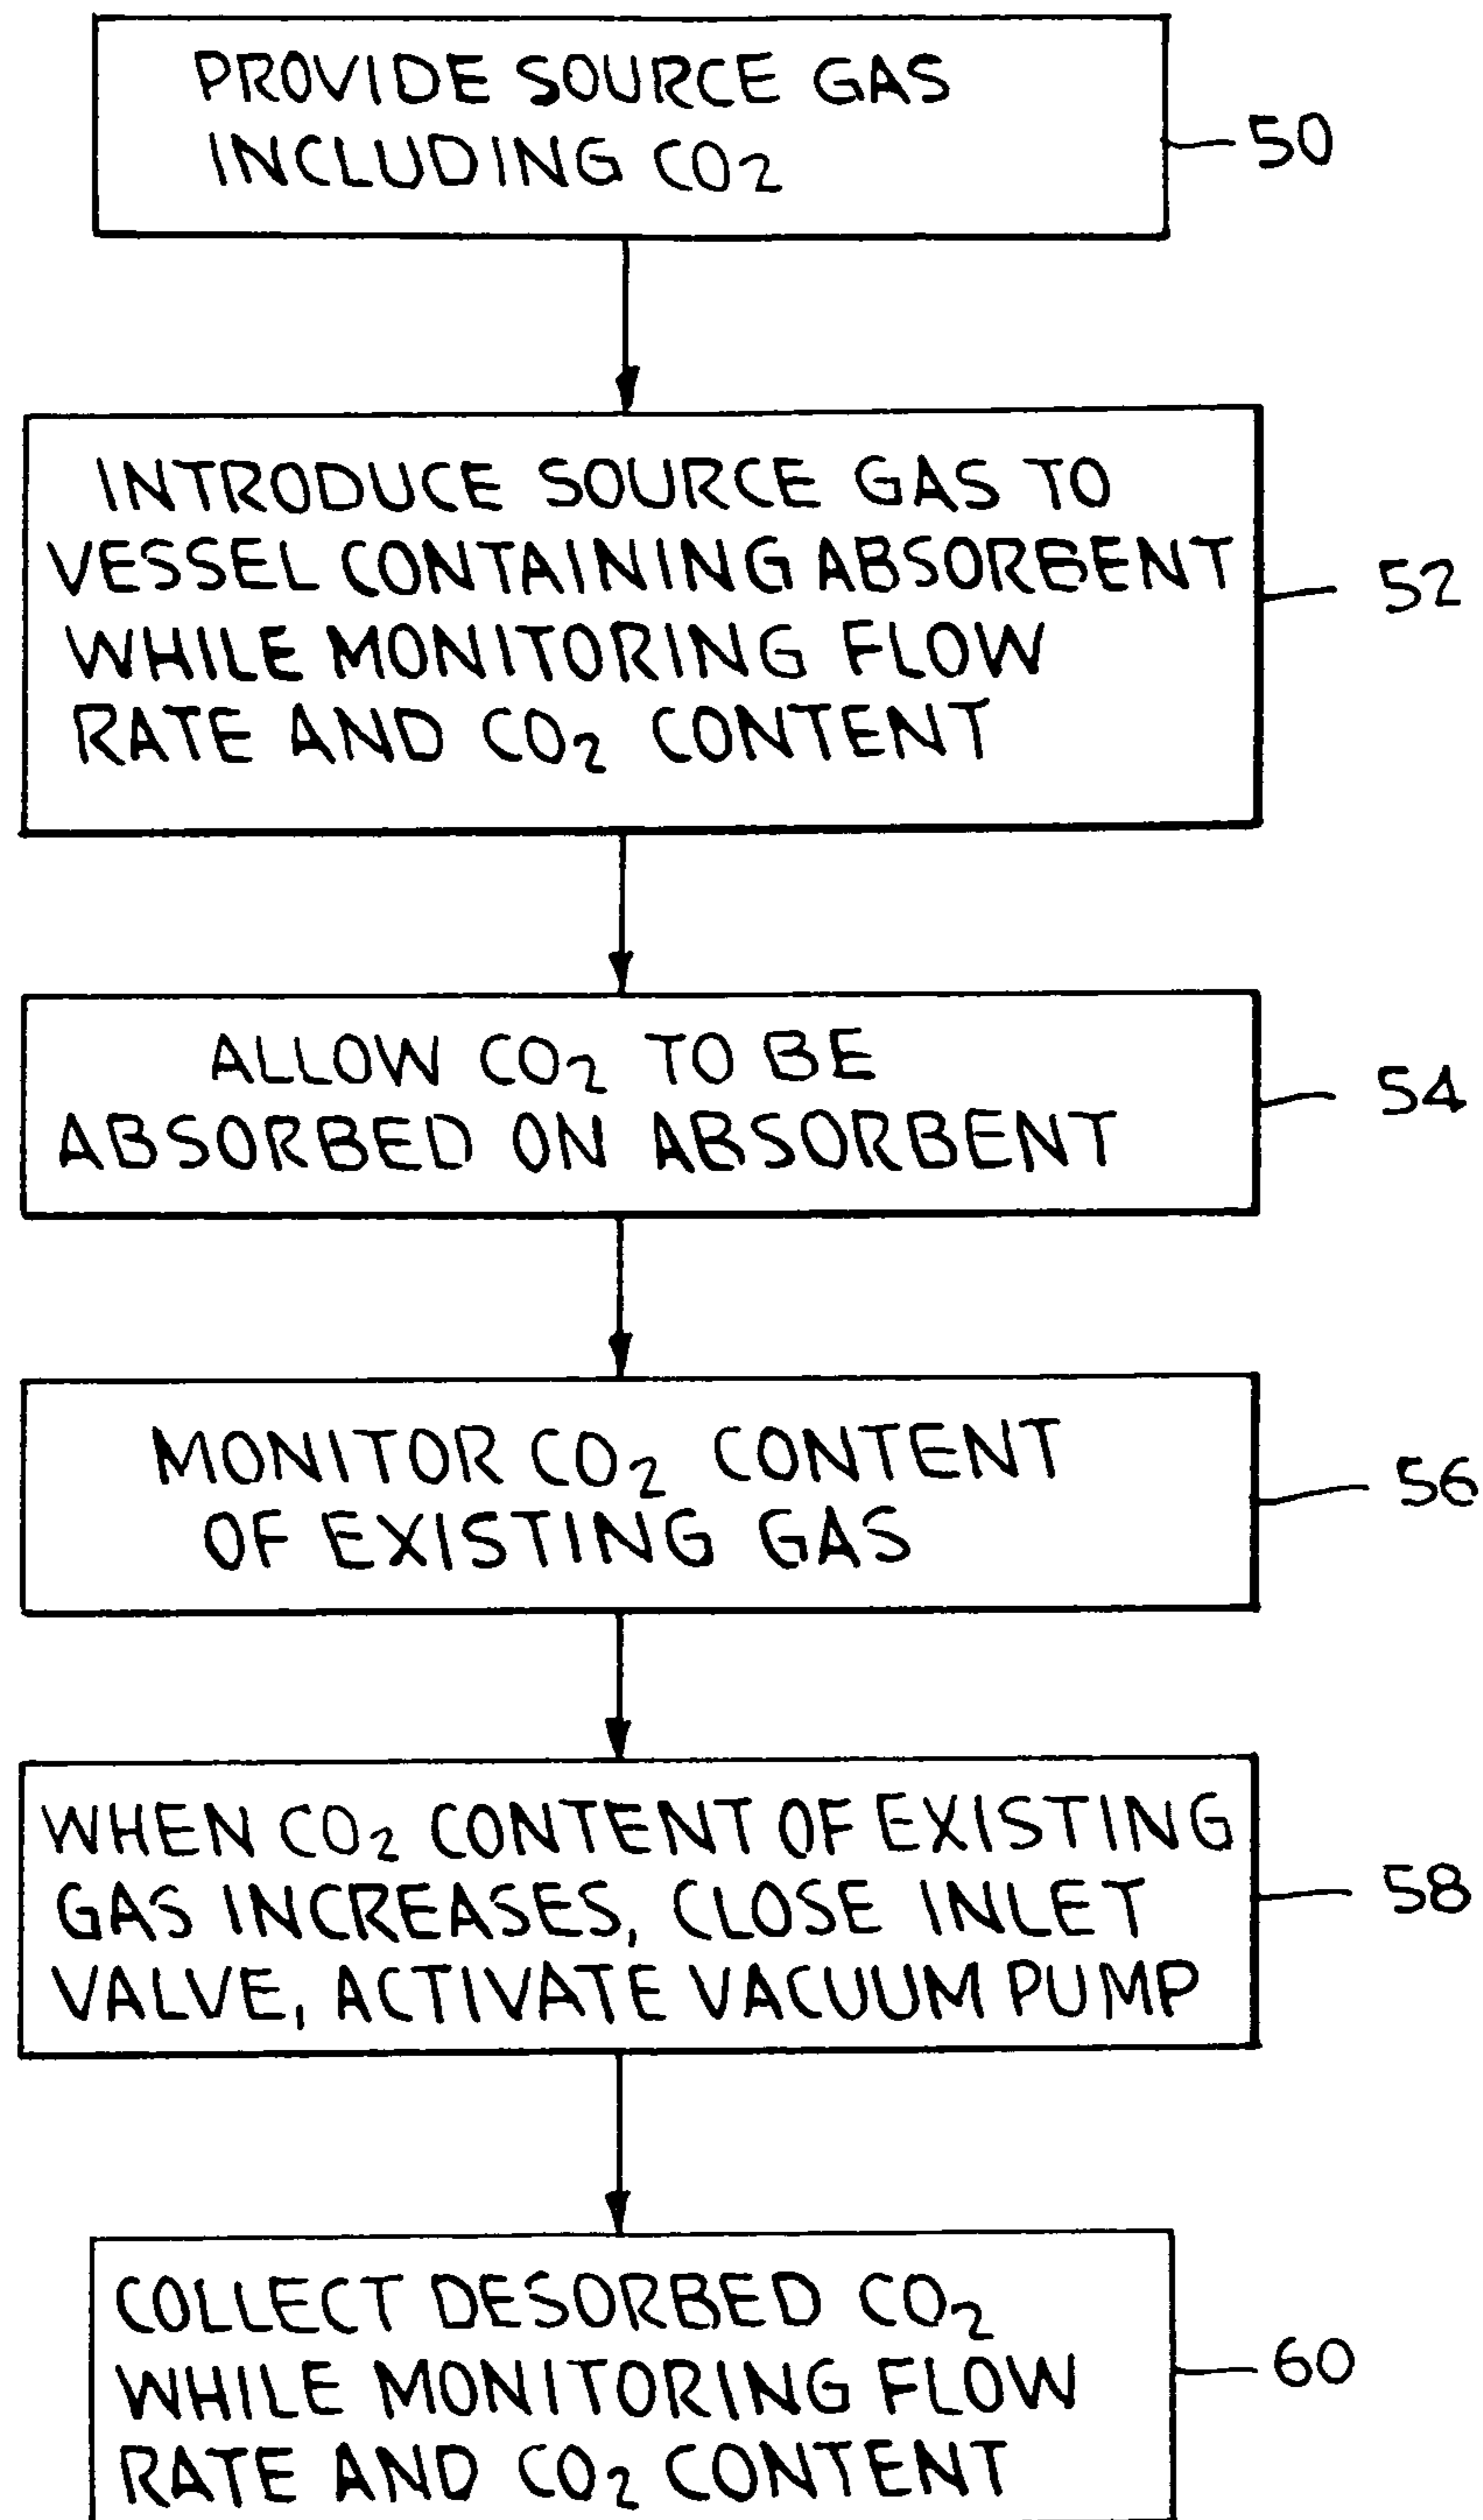 PROVIDE SOURCE GAS
INCLUDING CO₂
50
INTRODUCE SOURCE GAS TO
VESSEL CONTAINING ABSORBENT
WHILE MONITORING FLOW
RATE AND CO₂ CONTENT
52
ALLOW CO₂ TO BE
ABSORBED ON ABSORBENT
54
MONITOR CO₂ CONTENT
OF EXISTING GAS
56
WHEN CO₂ CONTENT OF EXISTING
GAS INCREASES, CLOSE INLET
VALVE, ACTIVATE VACUUM PUMP
58
COLLECT DESORBED CO₂
WHILE MONITORING FLOW
RATE AND CO₂ CONTENT
60